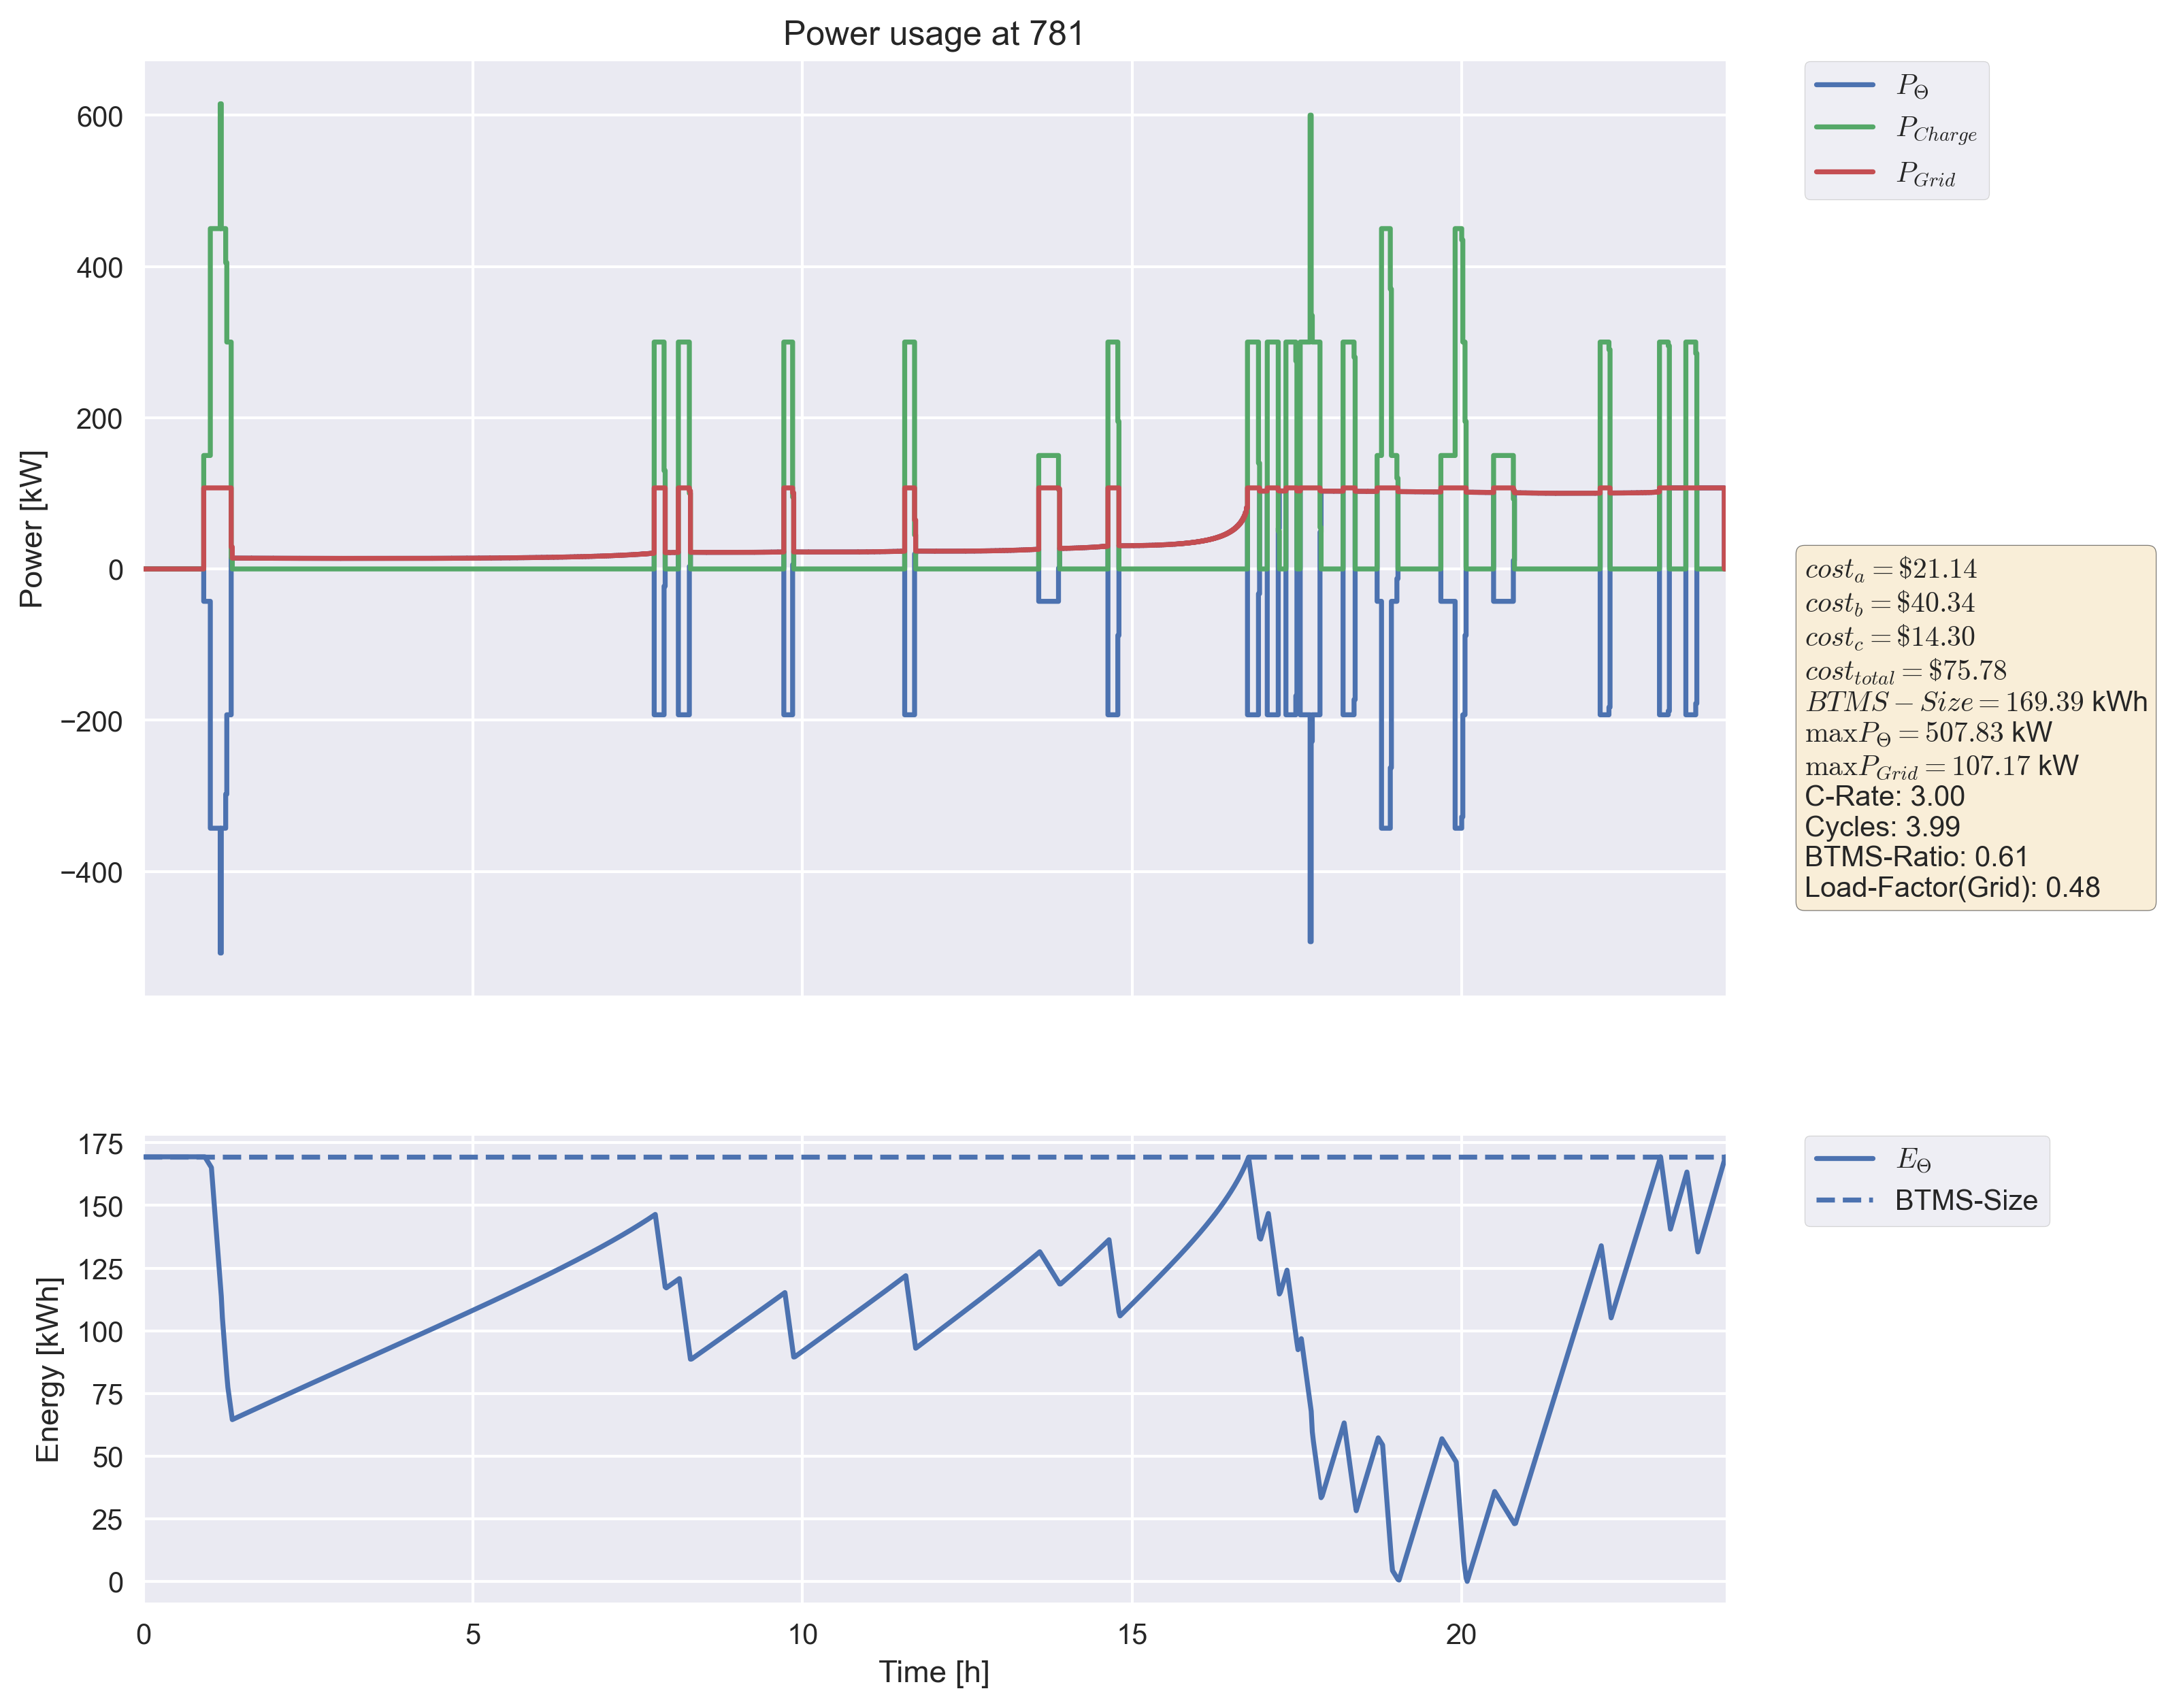 Power usage at 781
600
400
200
0
−200
−400
Power [kW]
P_Θ
P_Charge
P_Grid
cost_a = $21.14
cost_b = $40.34
cost_c = $14.30
cost_total = $75.78
BTMS − Size = 169.39 kWh
max P_Θ = 507.83 kW
max P_Grid = 107.17 kW
C-Rate: 3.00
Cycles: 3.99
BTMS-Ratio: 0.61
Load-Factor(Grid): 0.48
175
150
125
100
75
50
25
0
Energy [kWh]
E_Θ
BTMS-Size
0 5 10 15 20
Time [h]